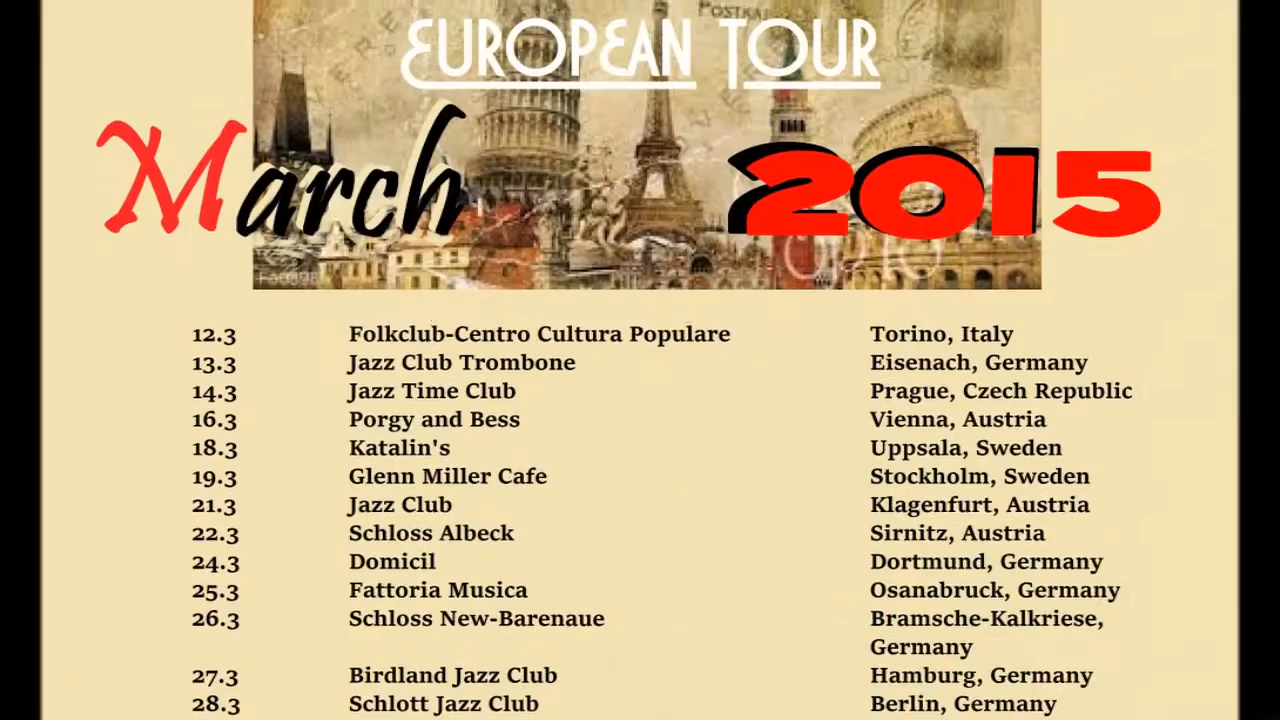 EUROPEAN TOUR
March 2015
12.3 Folkclub-Centro Cultura Populare Torino, Italy
13.3 Jazz Club Trombone Eisenach, Germany
14.3 Jazz Time Club Prague, Czech Republic
16.3 Porgy and Bess Vienna, Austria
18.3 Katalin's Uppsala, Sweden
19.3 Glenn Miller Cafe Stockholm, Sweden
21.3 Jazz Club Klagenfurt, Austria
22.3 Schloss Albeck Sirnitz, Austria
24.3 Domicil Dortmund, Germany
25.3 Fattoria Musica Osanabruck, Germany
26.3 Schloss New-Barenaue Bramsche-Kalkriese,
Germany
27.3 Birdland Jazz Club Hamburg, Germany
28.3 Schlott Jazz Club Berlin, Germany